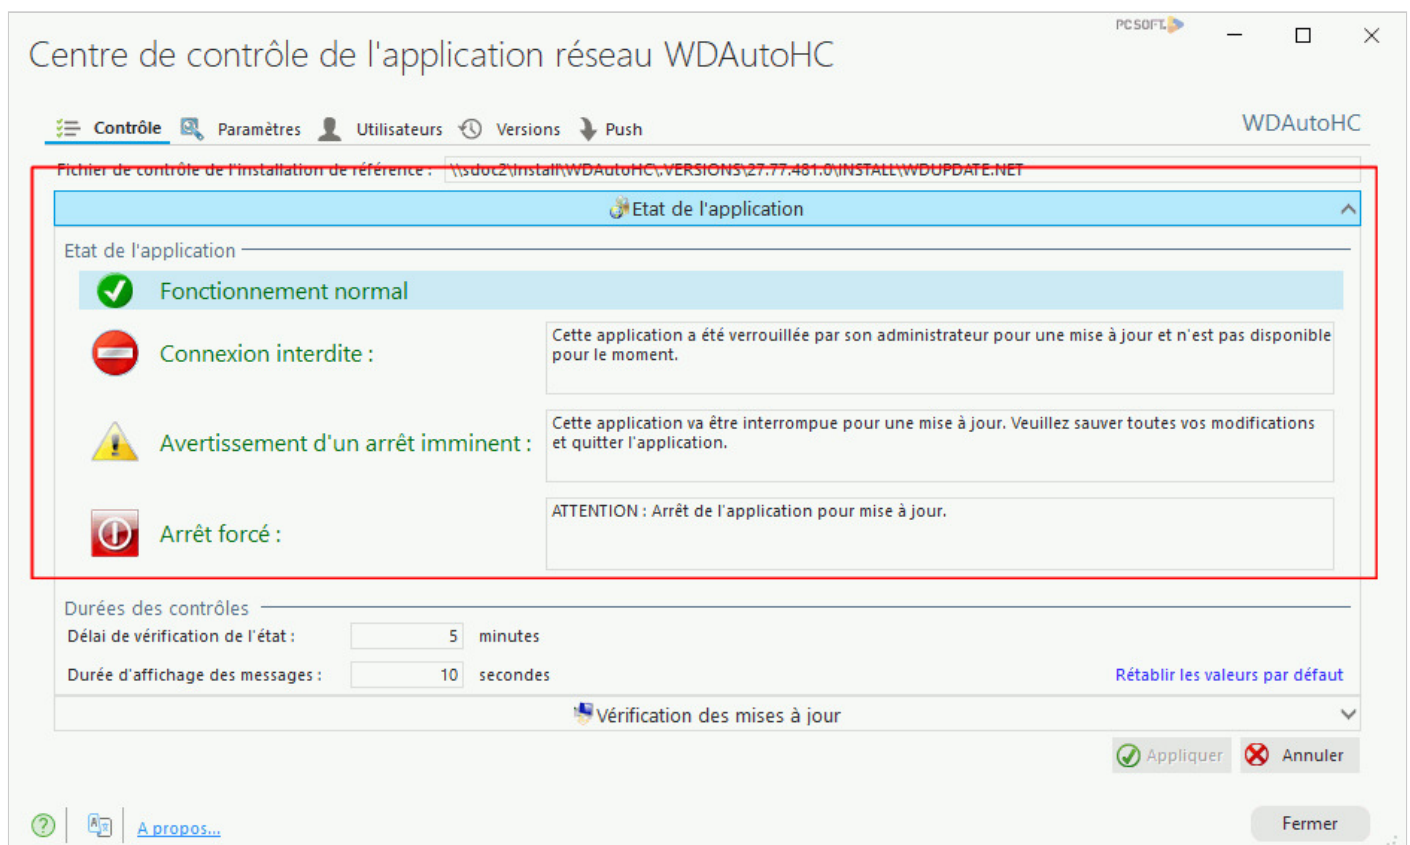 PC SOFT
Centre de contrôle de l'application réseau WDAutoHC
Contrôle Paramètres Utilisateurs Versions Push
WDAutoHC
Fichier de contrôle de l'installation de référence : \\sdoc2\Install\WDAutoHC\.VERSIONS\27.77.481.0\INSTALL\WDUPDATE.NET
Etat de l'application
Etat de l'application
Fonctionnement normal
Connexion interdite :
Cette application a été verrouillée par son administrateur pour une mise à jour et n'est pas disponible
pour le moment.
Avertissement d'un arrêt imminent :
Cette application va être interrompue pour une mise à jour. Veuillez sauver toutes vos modifications
et quitter l'application.
Arrêt forcé :
ATTENTION : Arrêt de l'application pour mise à jour.
Durées des contrôles
Délai de vérification de l'état : 5 minutes
Durée d'affichage des messages : 10 secondes
Rétablir les valeurs par défaut
Vérification des mises à jour
Appliquer Annuler
A propos...
Fermer